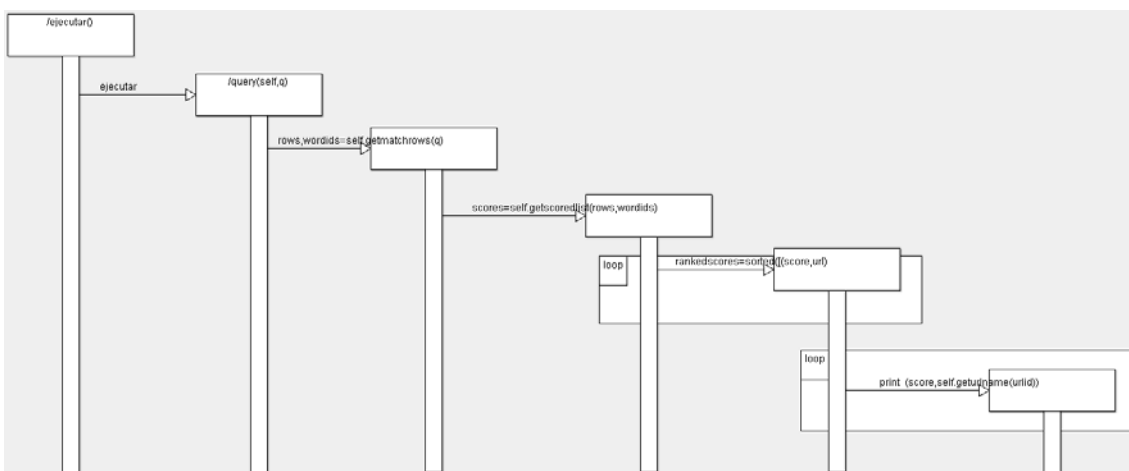 /ejecutar()
ejecutar
/query(self,q)
rows,wordids=self.getmatchrows(q)
scores=self.getscoredlist(rows,wordids)
loop
rankedscores=sorted([(score,url)
loop
print (score,self.geturlname(urlid))